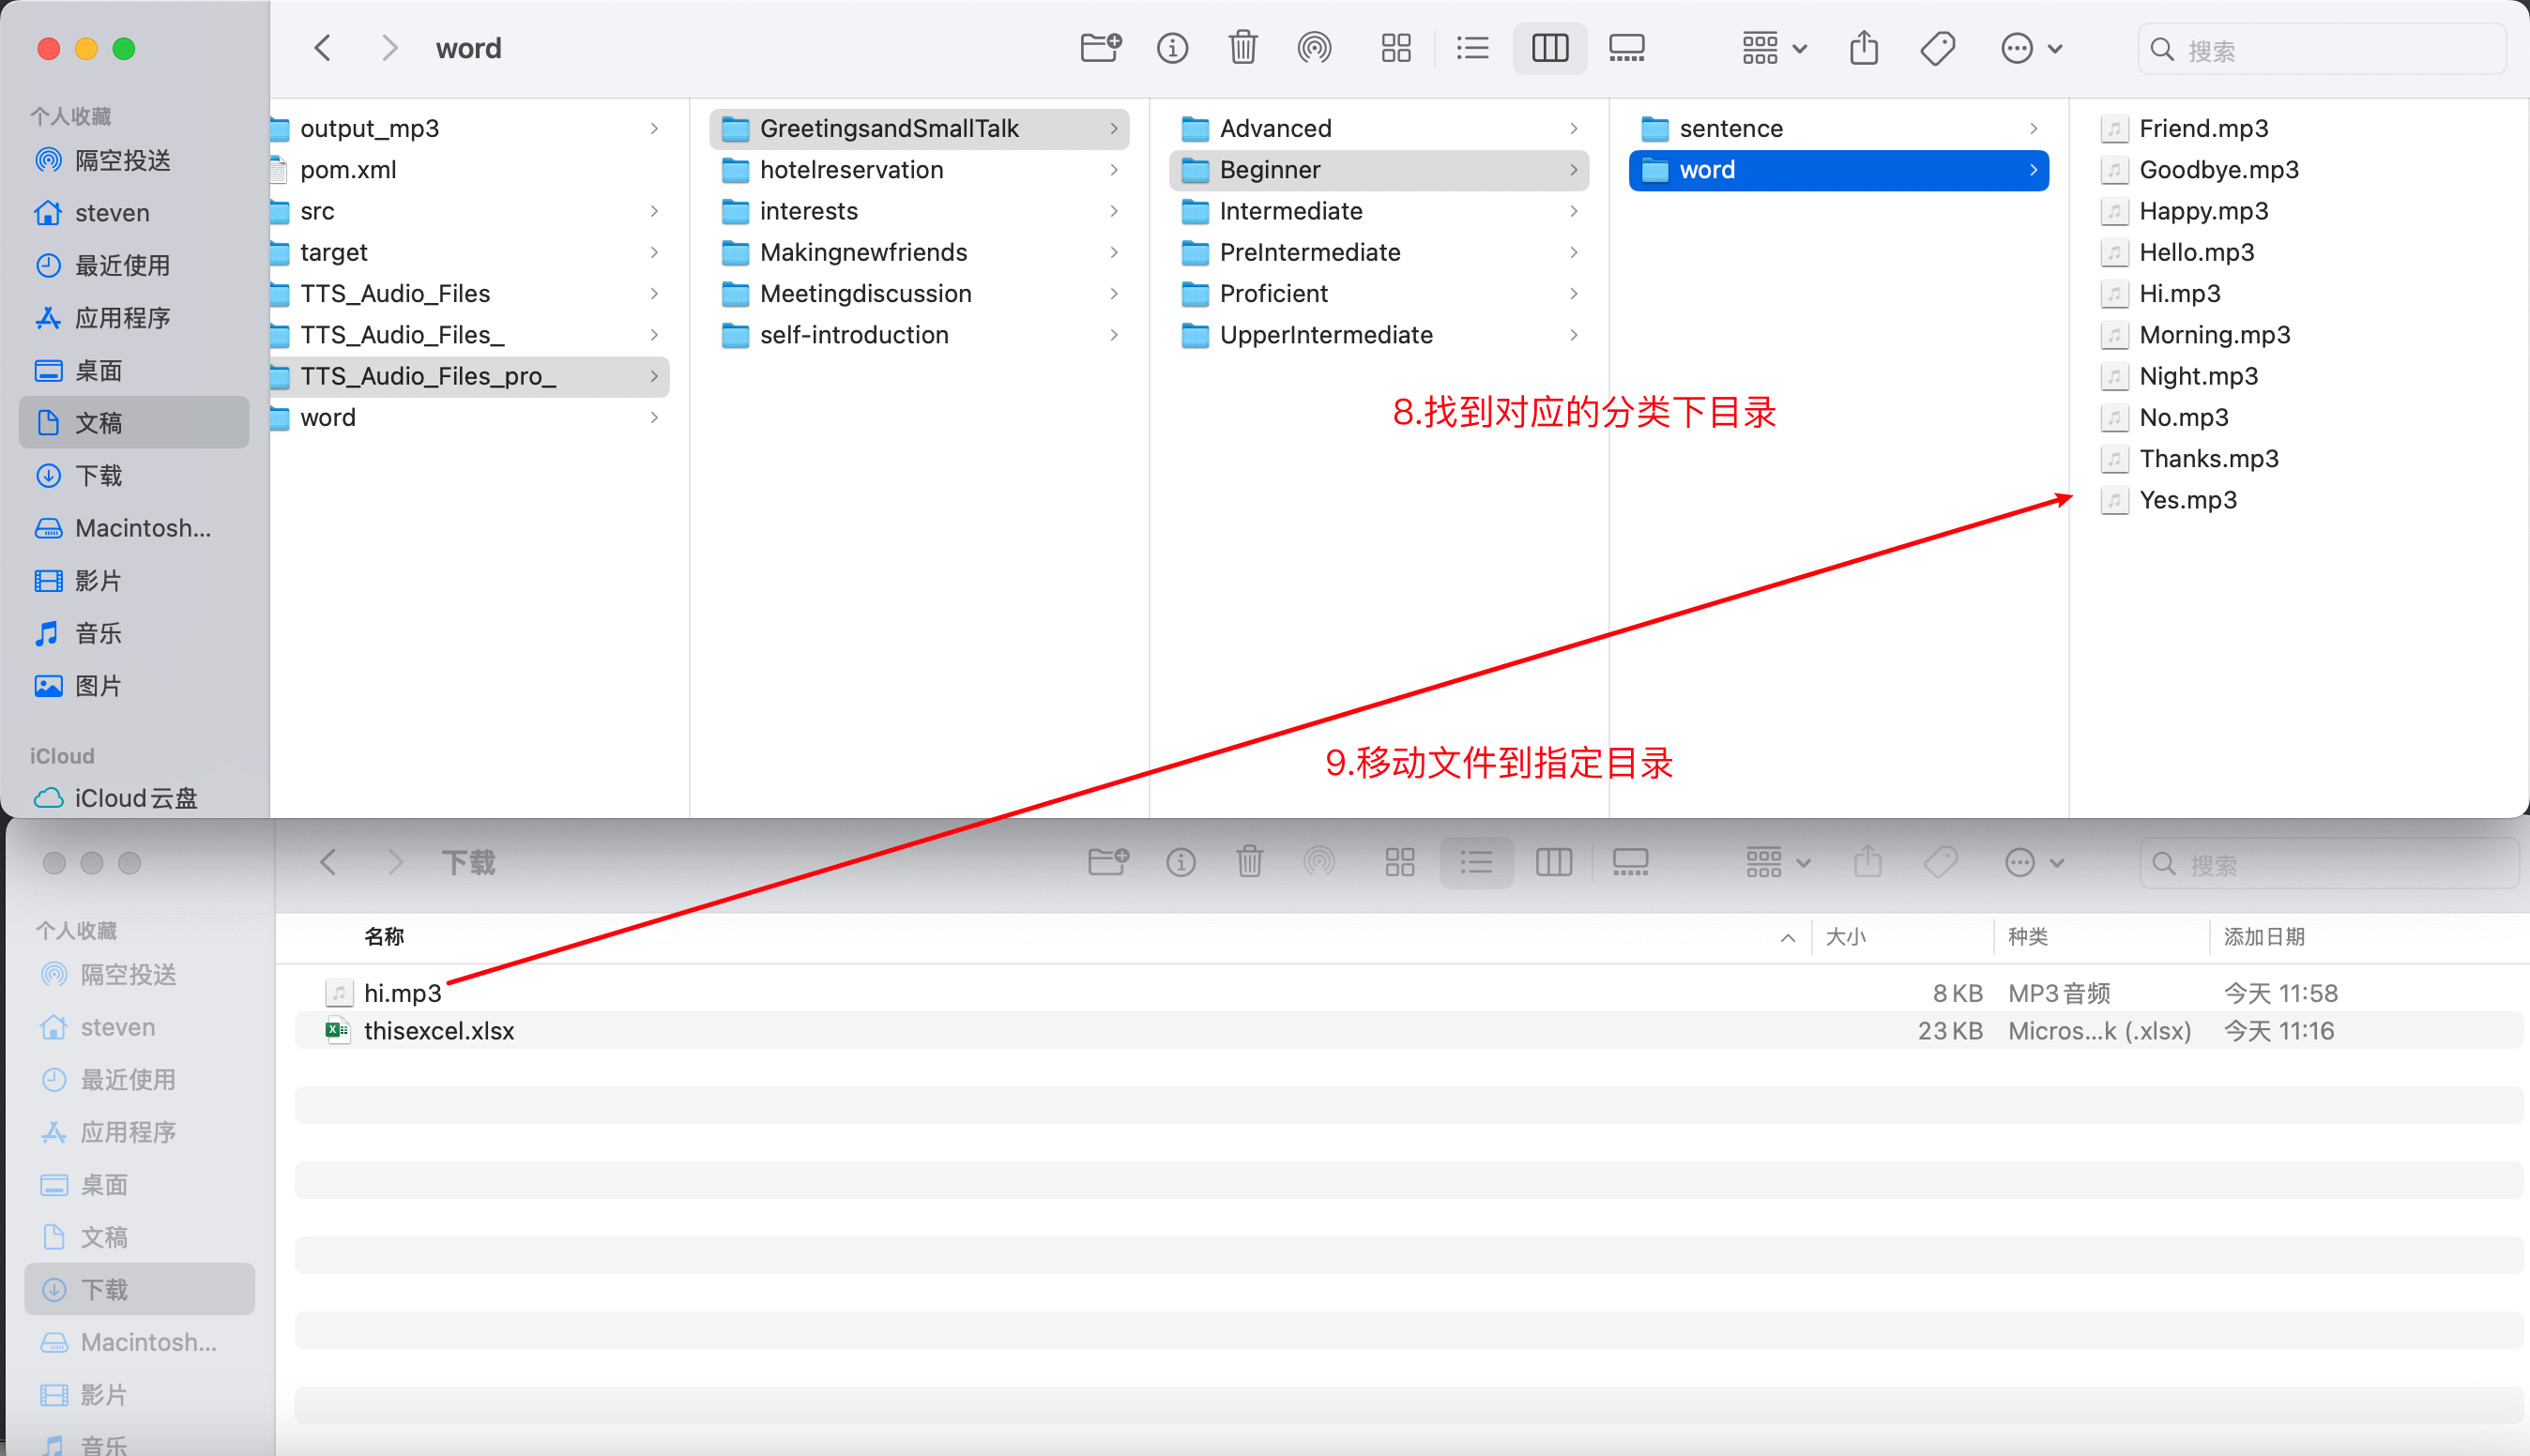 word
搜索
个人收藏
隔空投送
steven
最近使用
应用程序
桌面
文稿
下载
Macintosh...
影片
音乐
图片
iCloud
iCloud云盘
output_mp3
pom.xml
src
target
TTS_Audio_Files
TTS_Audio_Files_
TTS_Audio_Files_pro_
word
GreetingsandSmallTalk
hotelreservation
interests
Makingnewfriends
Meetingdiscussion
self-introduction
Advanced
Beginner
Intermediate
PreIntermediate
Proficient
UpperIntermediate
sentence
word
Friend.mp3
Goodbye.mp3
Happy.mp3
Hello.mp3
Hi.mp3
Morning.mp3
Night.mp3
No.mp3
Thanks.mp3
Yes.mp3
8.找到对应的分类下目录
9.移动文件到指定目录
下载
搜索
个人收藏
隔空投送
steven
最近使用
应用程序
桌面
文稿
下载
Macintosh...
影片
音乐
名称 大小 种类 添加日期
hi.mp3 8 KB MP3音频 今天 11:58
thisexcel.xlsx 23 KB Micros...k (.xlsx) 今天 11:16